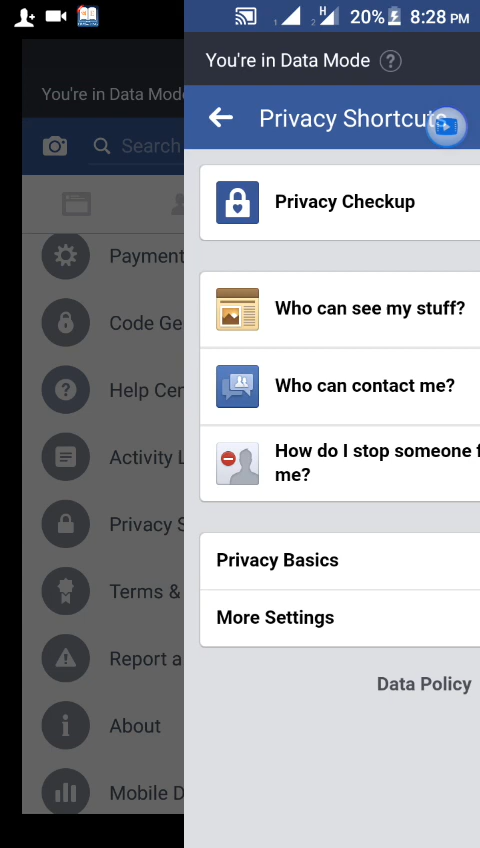 1 2 H 20% 8:28 PM
You're in Data Mode ?
Privacy Shortcuts
Privacy Checkup
Who can see my stuff?
Who can contact me?
How do I stop someone f
me?
Privacy Basics
More Settings
Data Policy
You're in Data Mode
Search
Payment
Code Ge
Help Cen
Activity L
Privacy S
Terms &
Report a
About
Mobile D